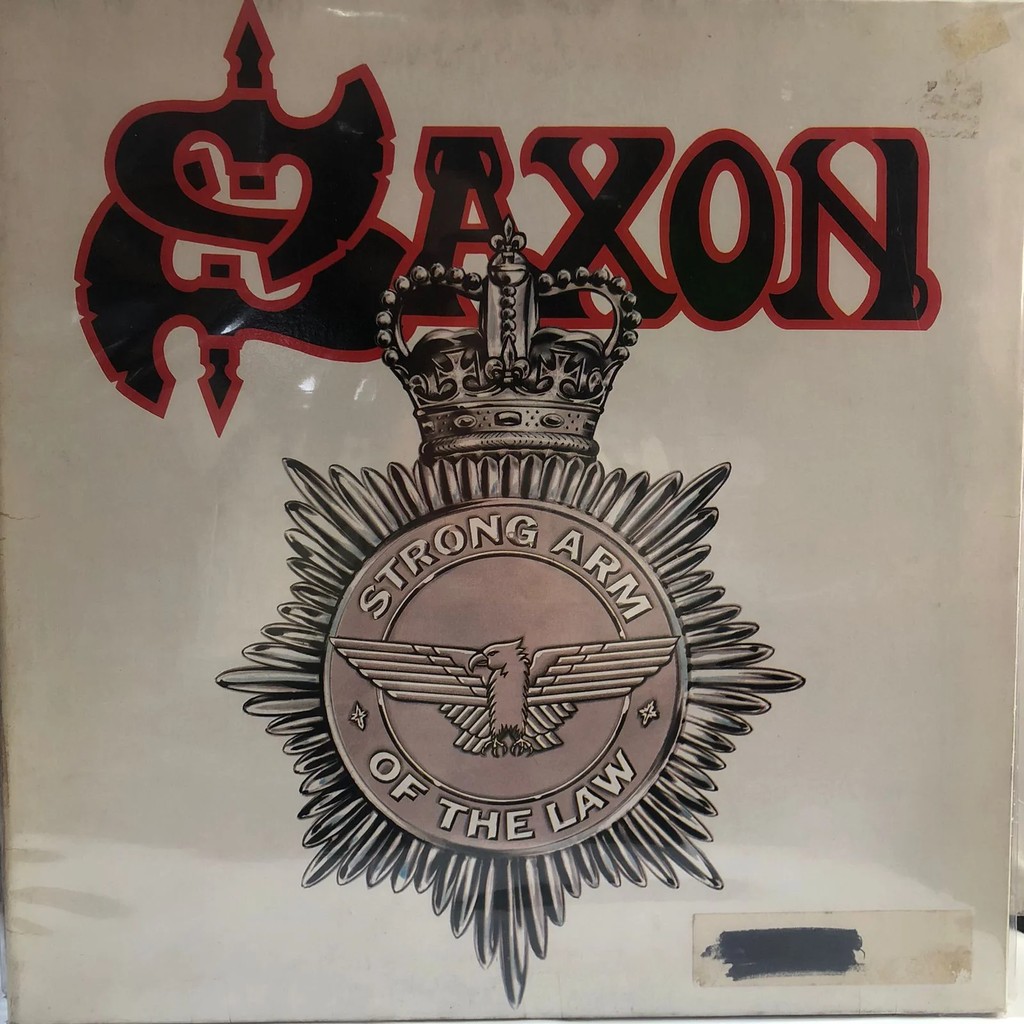 SAXON
STRONG ARM
OF THE LAW